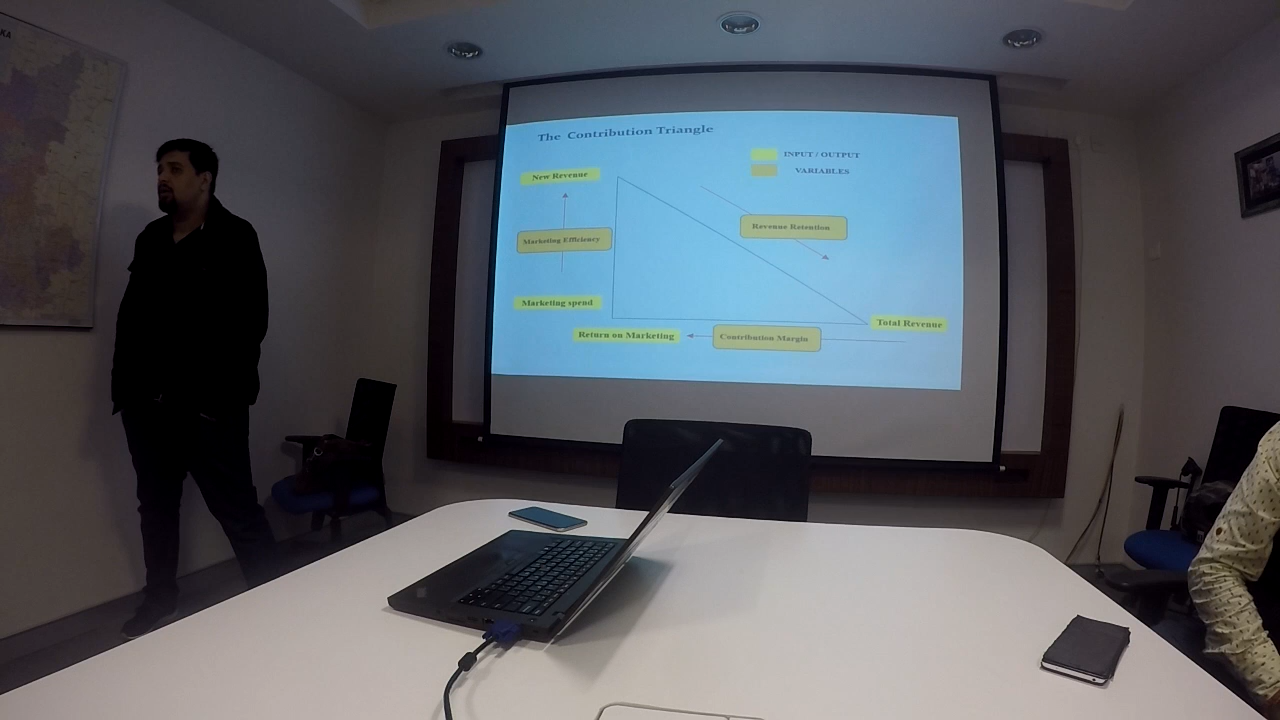 KA
The Contribution Triangle
INPUT / OUTPUT
VARIABLES
New Revenue
Revenue Retention
Marketing Efficiency
Marketing spend
Total Revenue
Return on Marketing
Contribution Margin